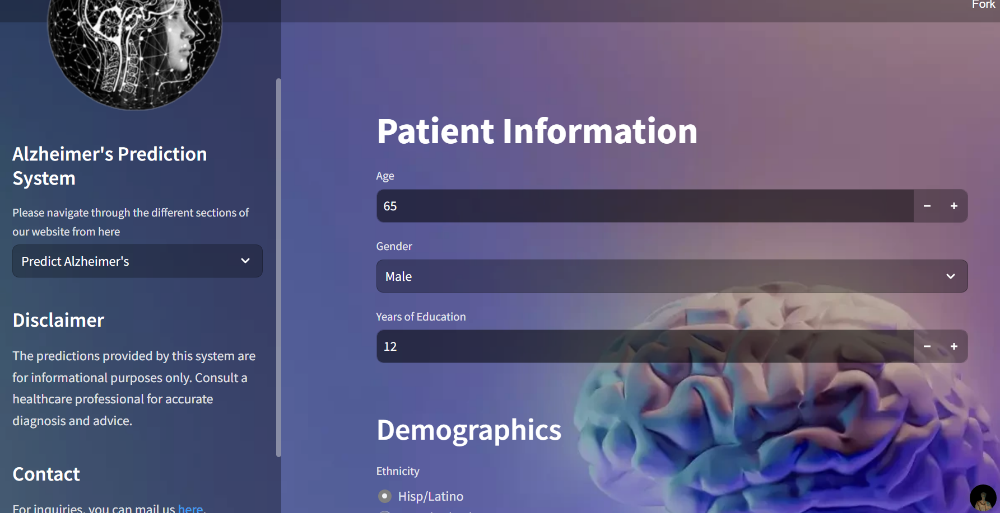 Fork
Alzheimer's Prediction
System
Please navigate through the different sections of
our website from here
Predict Alzheimer's
Disclaimer
The predictions provided by this system are
for informational purposes only. Consult a
healthcare professional for accurate
diagnosis and advice.
Contact
For inquiries, you can mail us here.
Patient Information
Age
65
Gender
Male
Years of Education
12
Demographics
Ethnicity
Hisp/Latino